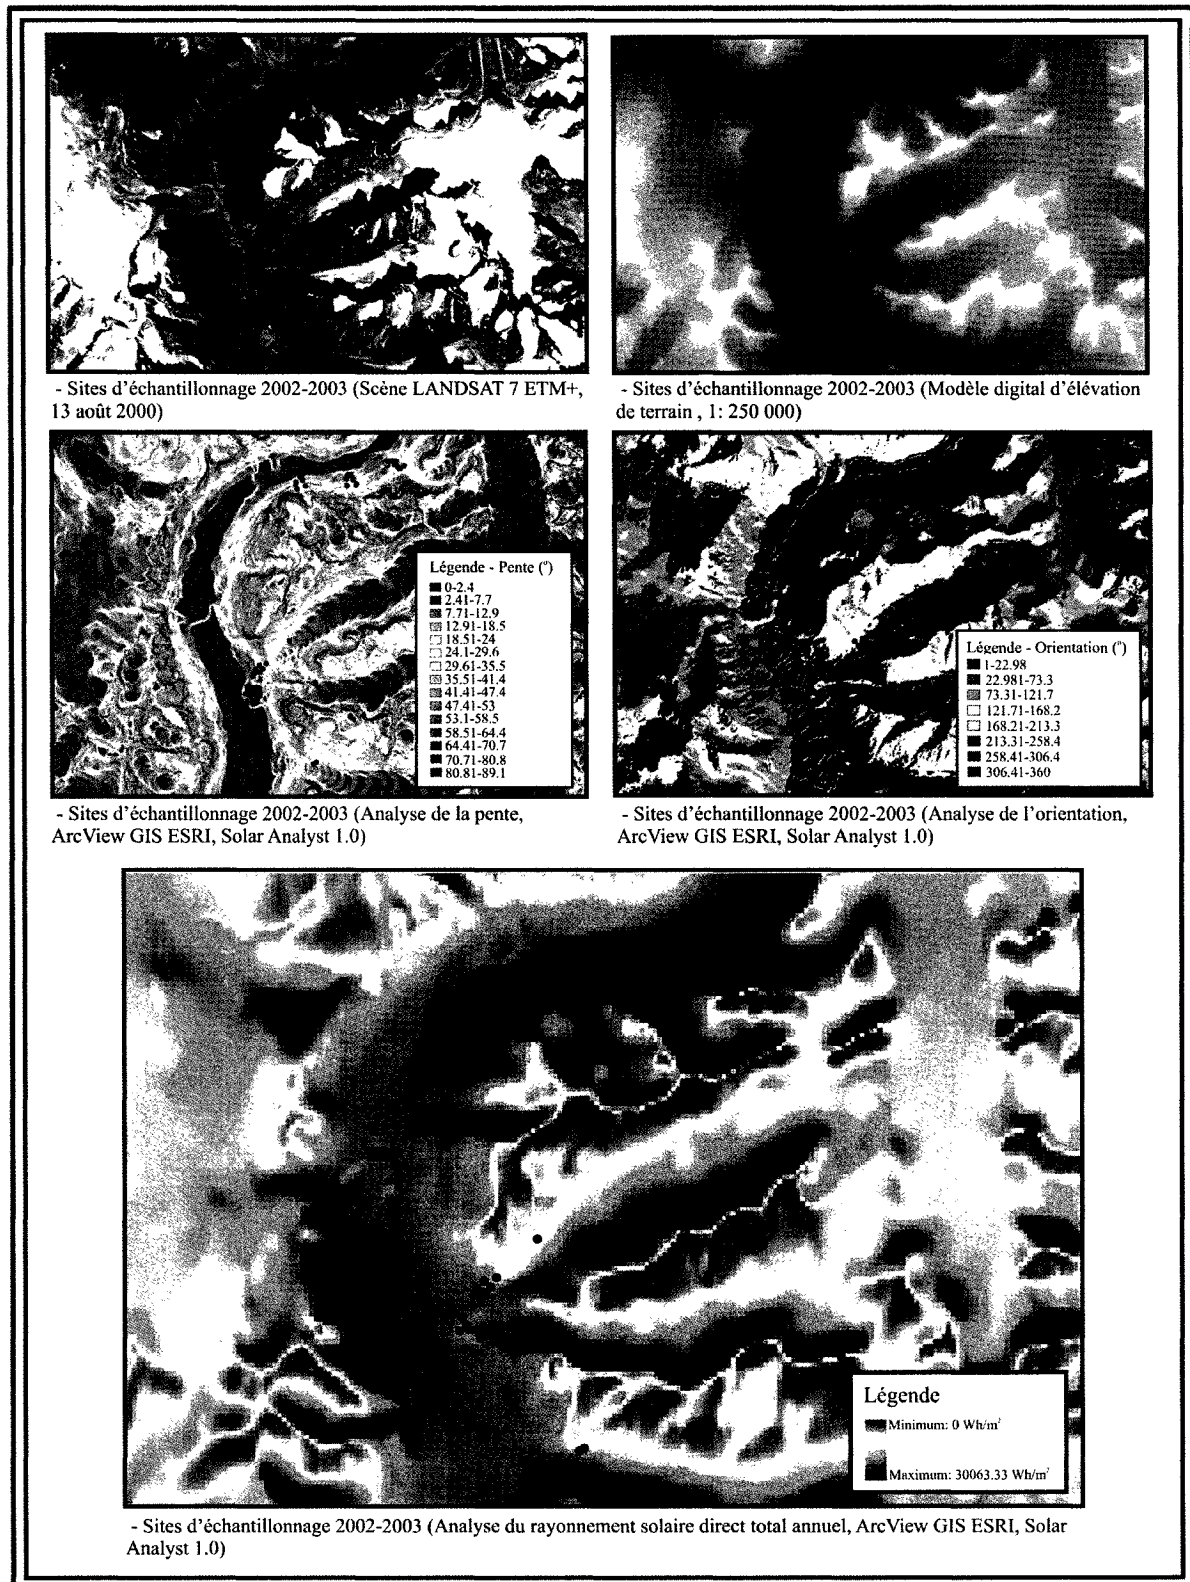 - Sites d'échantillonnage 2002-2003 (Scène LANDSAT 7 ETM+,
13 août 2000)
- Sites d'échantillonnage 2002-2003 (Modèle digital d'élévation
de terrain , 1: 250 000)
Légende - Pente (°)
0-2.4
2.41-7.7
7.71-12.9
12.91-18.5
18.51-24
24.1-29.6
29.61-35.5
35.51-41.4
41.41-47.4
47.41-53
53.1-58.5
58.51-64.4
64.41-70.7
70.71-80.8
80.81-89.1
- Sites d'échantillonnage 2002-2003 (Analyse de la pente,
ArcView GIS ESRI, Solar Analyst 1.0)
Légende - Orientation (°)
1-22.98
22.981-73.3
73.31-121.7
121.71-168.2
168.21-213.3
213.31-258.4
258.41-306.4
306.41-360
- Sites d'échantillonnage 2002-2003 (Analyse de l'orientation,
ArcView GIS ESRI, Solar Analyst 1.0)
Légende
Minimum: 0 Wh/m²
Maximum: 30063.33 Wh/m²
- Sites d'échantillonnage 2002-2003 (Analyse du rayonnement solaire direct total annuel, ArcView GIS ESRI, Solar
Analyst 1.0)